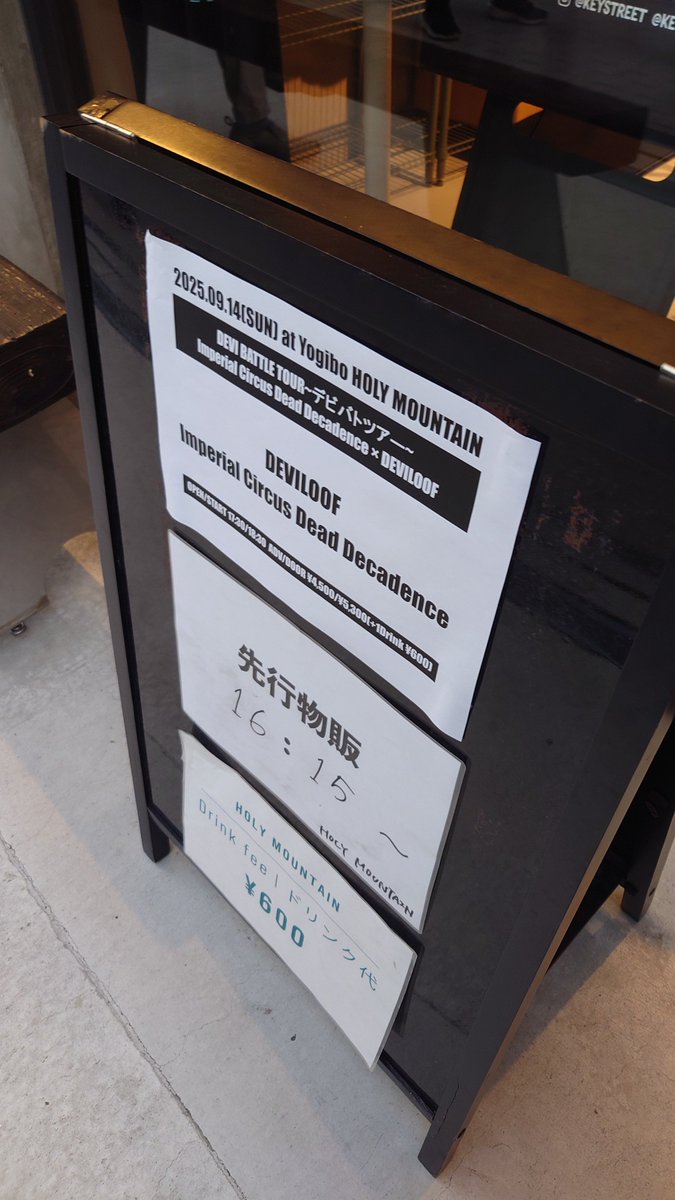 @KEYSTREET @KE
2025.09.14(SUN) at Yogibo HOLY MOUNTAIN
DEVI BATTLE TOUR~デビバトツアー~
Imperial Circus Dead Decadence × DEVILOOF
DEVILOOF
Imperial Circus Dead Decadence
OPEN/START 17:30/18:30 ADV/DOOR ¥4,500/¥5,300(+1Drink ¥600)
先行物販
16:15 ~
HOLY MOUNTAIN
HOLY MOUNTAIN
Drink fee | ドリンク代
¥600